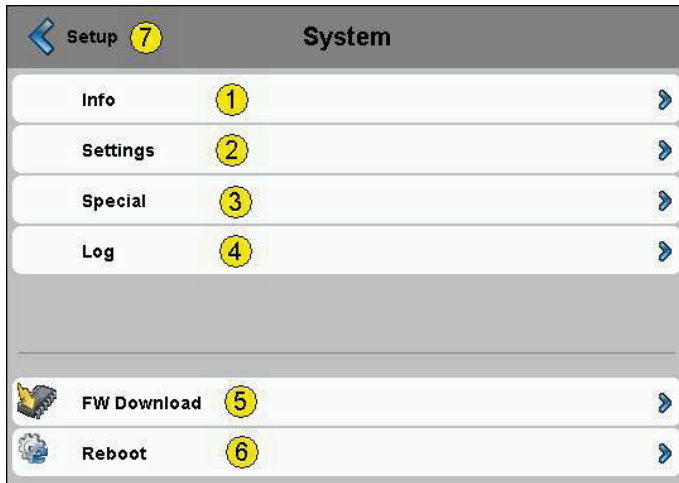 Setup 7 System
Info 1
Settings 2
Special 3
Log 4
FW Download 5
Reboot 6